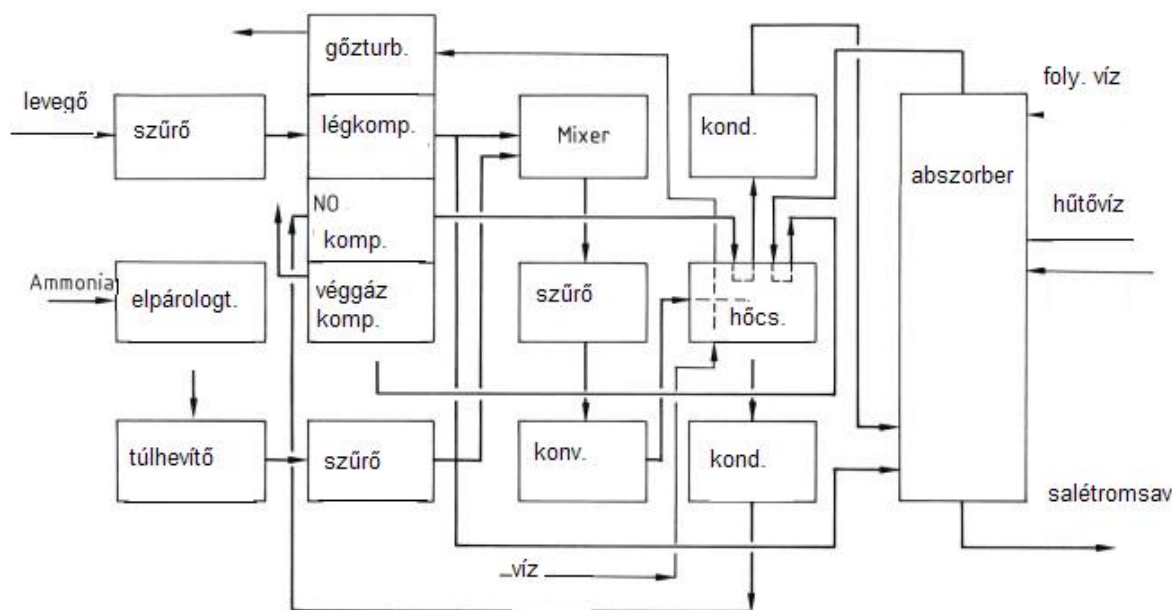 gőzturb.
levegő
szűrő
légkomp.
Mixer
kond.
foly. víz
abszorber
hűtővíz
NO
komp.
Ammonia
elpárologt.
véggáz
komp.
szűrő
hőcs.
túlhevítő
szűrő
konv.
kond.
salétromsav
víz